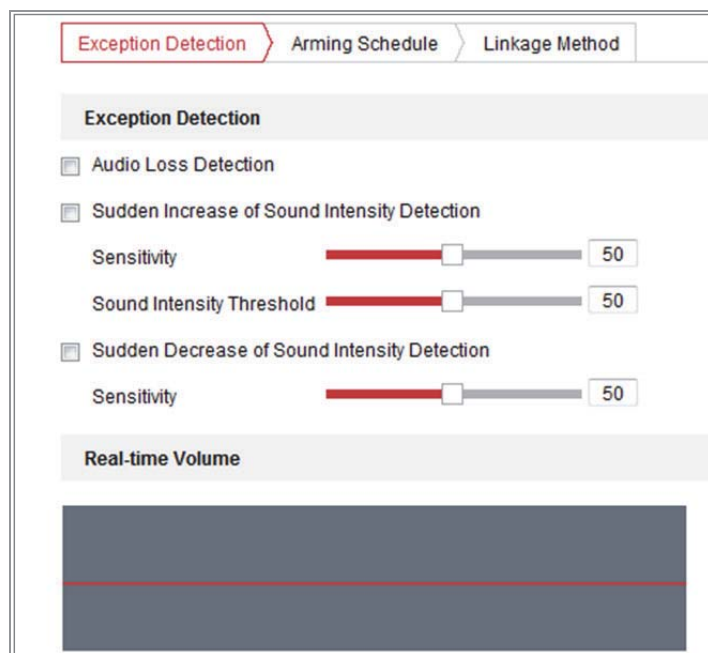 Exception Detection Arming Schedule Linkage Method
Exception Detection
Audio Loss Detection
Sudden Increase of Sound Intensity Detection
Sensitivity 50
Sound Intensity Threshold 50
Sudden Decrease of Sound Intensity Detection
Sensitivity 50
Real-time Volume